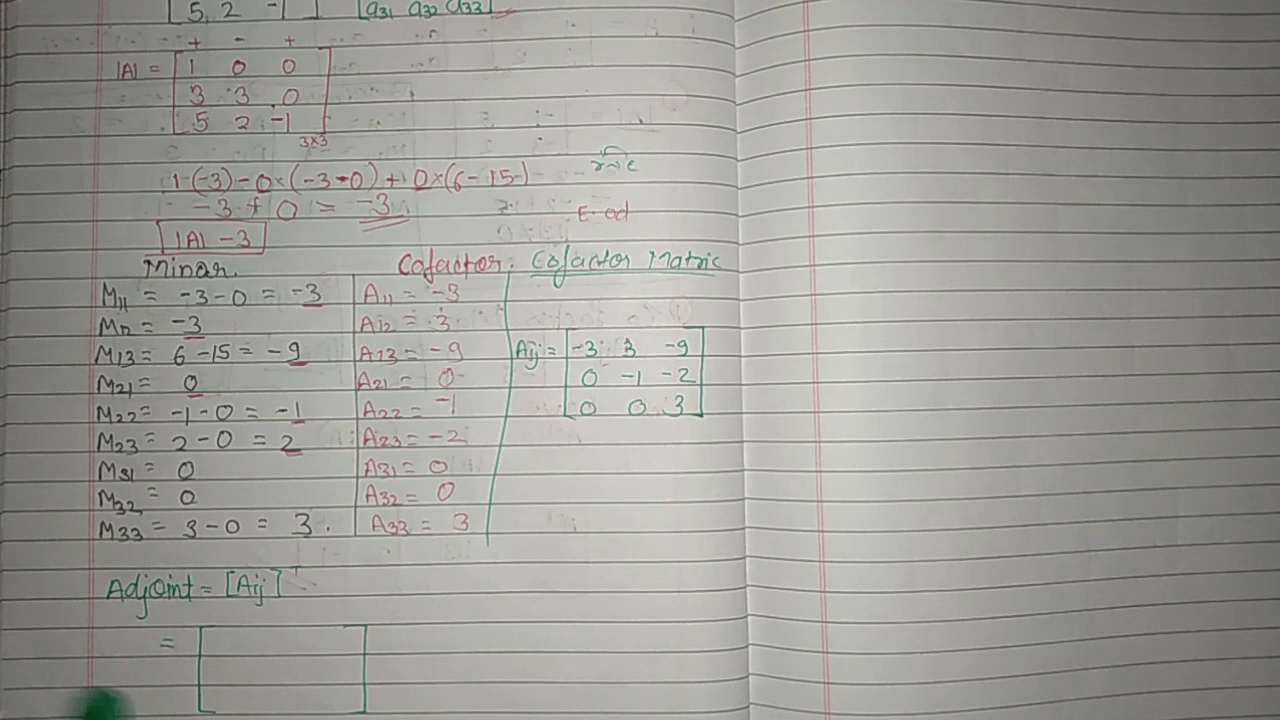 5, 2 -1] [a31 a32 a33]
+ - +
|A| = [1 0 0
3 3 0
5 2 -1] 3x3
1(-3)-0×(-3-0)+0×(6-15)
-3+0 = -3
E-od
|A| -3
Minor. Cofactor. Cofactor Matric
M11 = -3-0 = -3 A11 = -3
M12 = -3 A12 = 3
M13 = 6-15 = -9 A13 = -9 Aij = [-3 3 -9
M21 = 0 A21 = 0 0 -1 -2
M22 = -1-0 = -1 A22 = -1 0 0 3]
M23 = 2-0 = 2 A23 = -2
M31 = 0 A31 = 0
M32 = 0 A32 = 0
M33 = 3-0 = 3. A33 = 3
Adjoint = [Aij]T
= [ ]